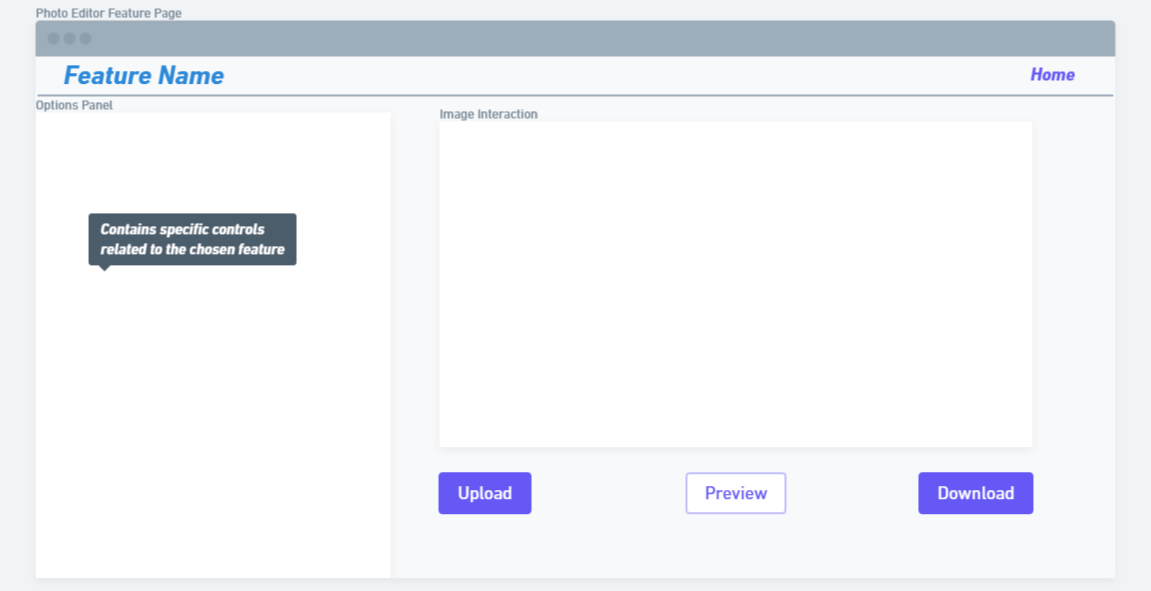 Photo Editor Feature Page
Feature Name
Home
Options Panel
Image Interaction
Contains specific controls
related to the chosen feature
Upload
Preview
Download